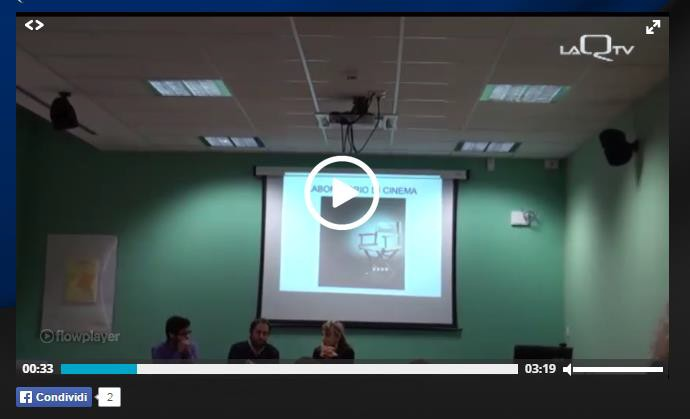 LAQTV
LABORATORIO DI CINEMA
flowplayer
00:33
03:19
Condividi
2